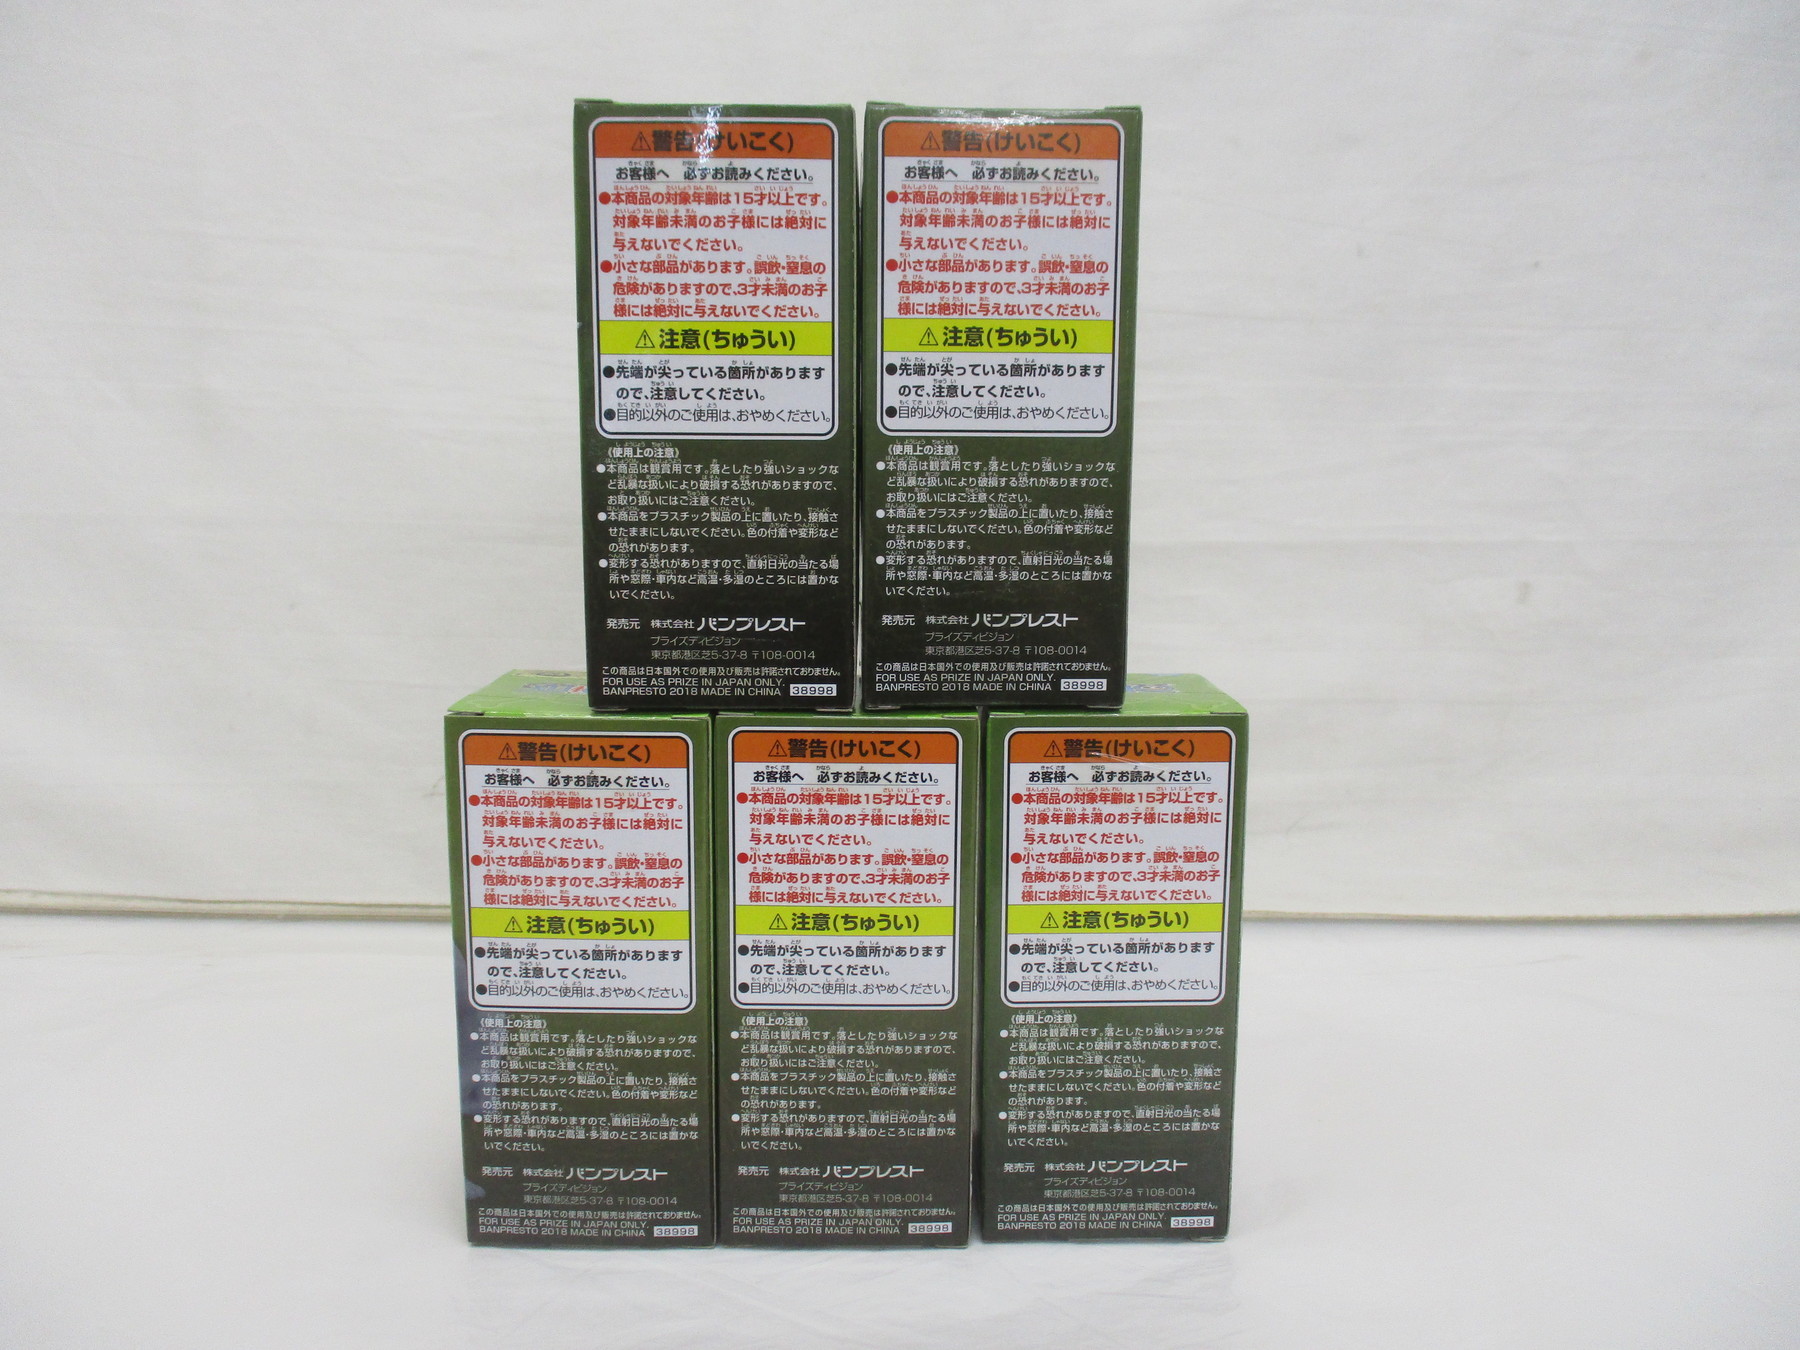 ⚠警告(けいこく)
お客様へ 必ずお読みください。
●本商品の対象年齢は15才以上です。
対象年齢未満のお子様には絶対に
与えないでください。
●小さな部品があります。誤飲・窒息の
危険がありますので、3才未満のお子
様には絶対に与えないでください。
⚠注意(ちゅうい)
●先端が尖っている箇所があります
ので、注意してください。
●目的以外のご使用は、おやめください。
《使用上の注意》
●本商品は観賞用です。落としたり強いショックな
ど乱暴な扱いにより破損する恐れがありますので、
お取り扱いにはご注意ください。
●本商品をプラスチック製品の上に置いたり、接触さ
せたままにしないでください。色の付着や変形など
の恐れがあります。
●変形する恐れがありますので、直射日光の当たる場
所や窓際・車内など高温・多湿のところには置かな
いでください。
発売元 株式会社 バンプレスト
プライズディビジョン
東京都港区芝5-37-8 〒108-0014
この商品は日本国外での使用及び販売は許諾されておりません。
FOR USE AS PRIZE IN JAPAN ONLY.
BANPRESTO 2018 MADE IN CHINA 38998
⚠警告(けいこく)
お客様へ 必ずお読みください。
●本商品の対象年齢は15才以上です。
対象年齢未満のお子様には絶対に
与えないでください。
●小さな部品があります。誤飲・窒息の
危険がありますので、3才未満のお子
様には絶対に与えないでください。
⚠注意(ちゅうい)
●先端が尖っている箇所があります
ので、注意してください。
●目的以外のご使用は、おやめください。
《使用上の注意》
●本商品は観賞用です。落としたり強いショックな
ど乱暴な扱いにより破損する恐れがありますので、
お取り扱いにはご注意ください。
●本商品をプラスチック製品の上に置いたり、接触さ
せたままにしないでください。色の付着や変形など
の恐れがあります。
●変形する恐れがありますので、直射日光の当たる場
所や窓際・車内など高温・多湿のところには置かな
いでください。
発売元 株式会社 バンプレスト
プライズディビジョン
東京都港区芝5-37-8 〒108-0014
この商品は日本国外での使用及び販売は許諾されておりません。
FOR USE AS PRIZE IN JAPAN ONLY.
BANPRESTO 2018 MADE IN CHINA 38998
⚠警告(けいこく)
お客様へ 必ずお読みください。
●本商品の対象年齢は15才以上です。
対象年齢未満のお子様には絶対に
与えないでください。
●小さな部品があります。誤飲・窒息の
危険がありますので、3才未満のお子
様には絶対に与えないでください。
⚠注意(ちゅうい)
●先端が尖っている箇所があります
ので、注意してください。
●目的以外のご使用は、おやめください。
《使用上の注意》
●本商品は観賞用です。落としたり強いショックな
ど乱暴な扱いにより破損する恐れがありますので、
お取り扱いにはご注意ください。
●本商品をプラスチック製品の上に置いたり、接触さ
せたままにしないでください。色の付着や変形など
の恐れがあります。
●変形する恐れがありますので、直射日光の当たる場
所や窓際・車内など高温・多湿のところには置かな
いでください。
発売元 株式会社 バンプレスト
プライズディビジョン
東京都港区芝5-37-8 〒108-0014
この商品は日本国外での使用及び販売は許諾されておりません。
FOR USE AS PRIZE IN JAPAN ONLY.
BANPRESTO 2018 MADE IN CHINA 38998
⚠警告(けいこく)
お客様へ 必ずお読みください。
●本商品の対象年齢は15才以上です。
対象年齢未満のお子様には絶対に
与えないでください。
●小さな部品があります。誤飲・窒息の
危険がありますので、3才未満のお子
様には絶対に与えないでください。
⚠注意(ちゅうい)
●先端が尖っている箇所があります
ので、注意してください。
●目的以外のご使用は、おやめください。
《使用上の注意》
●本商品は観賞用です。落としたり強いショックな
ど乱暴な扱いにより破損する恐れがありますので、
お取り扱いにはご注意ください。
●本商品をプラスチック製品の上に置いたり、接触さ
せたままにしないでください。色の付着や変形など
の恐れがあります。
●変形する恐れがありますので、直射日光の当たる場
所や窓際・車内など高温・多湿のところには置かな
いでください。
発売元 株式会社 バンプレスト
プライズディビジョン
東京都港区芝5-37-8 〒108-0014
この商品は日本国外での使用及び販売は許諾されておりません。
FOR USE AS PRIZE IN JAPAN ONLY.
BANPRESTO 2018 MADE IN CHINA 38998
⚠警告(けいこく)
お客様へ 必ずお読みください。
●本商品の対象年齢は15才以上です。
対象年齢未満のお子様には絶対に
与えないでください。
●小さな部品があります。誤飲・窒息の
危険がありますので、3才未満のお子
様には絶対に与えないでください。
⚠注意(ちゅうい)
●先端が尖っている箇所があります
ので、注意してください。
●目的以外のご使用は、おやめください。
《使用上の注意》
●本商品は観賞用です。落としたり強いショックな
ど乱暴な扱いにより破損する恐れがありますので、
お取り扱いにはご注意ください。
●本商品をプラスチック製品の上に置いたり、接触さ
せたままにしないでください。色の付着や変形など
の恐れがあります。
●変形する恐れがありますので、直射日光の当たる場
所や窓際・車内など高温・多湿のところには置かな
いでください。
発売元 株式会社 バンプレスト
プライズディビジョン
東京都港区芝5-37-8 〒108-0014
この商品は日本国外での使用及び販売は許諾されておりません。
FOR USE AS PRIZE IN JAPAN ONLY.
BANPRESTO 2018 MADE IN CHINA 38998